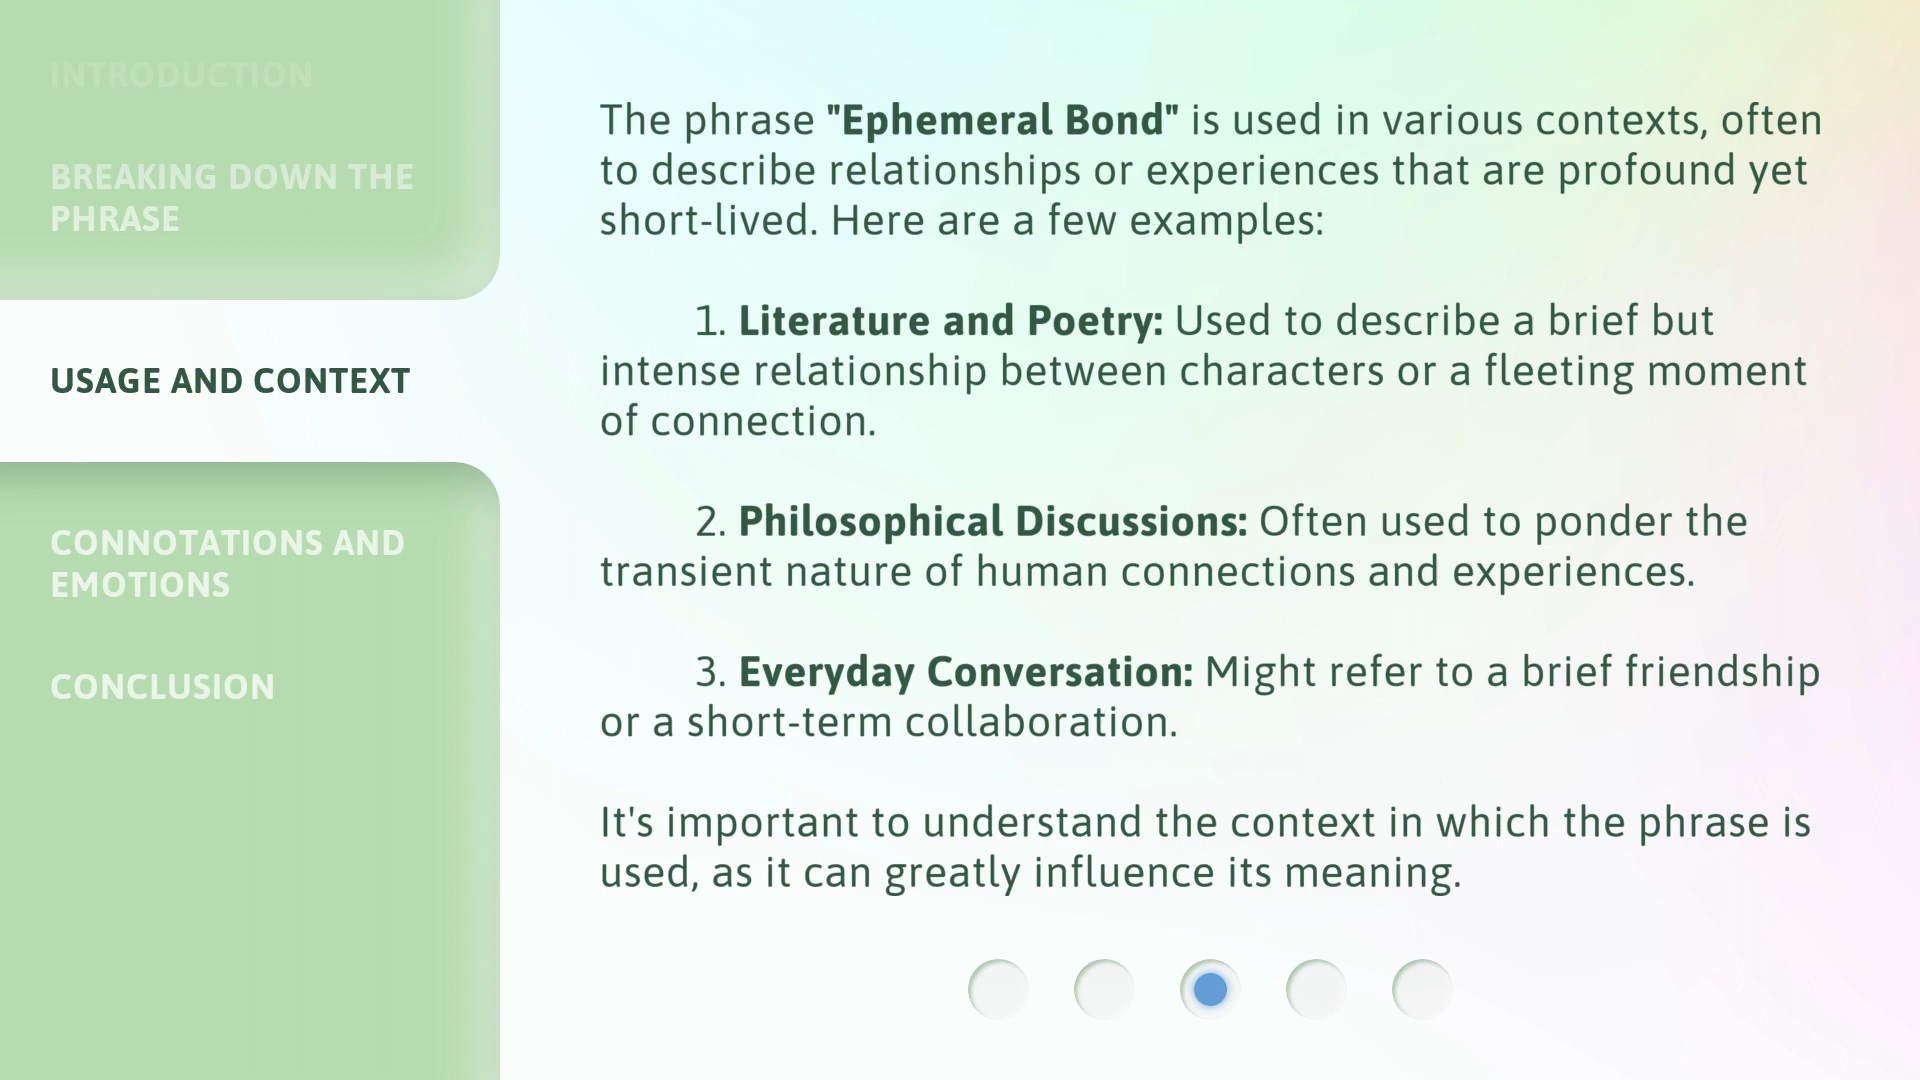 INTRODUCTION
BREAKING DOWN THE
PHRASE
USAGE AND CONTEXT
CONNOTATIONS AND
EMOTIONS
CONCLUSION
The phrase "Ephemeral Bond" is used in various contexts, often
to describe relationships or experiences that are profound yet
short-lived. Here are a few examples:
1. Literature and Poetry: Used to describe a brief but
intense relationship between characters or a fleeting moment
of connection.
2. Philosophical Discussions: Often used to ponder the
transient nature of human connections and experiences.
3. Everyday Conversation: Might refer to a brief friendship
or a short-term collaboration.
It's important to understand the context in which the phrase is
used, as it can greatly influence its meaning.